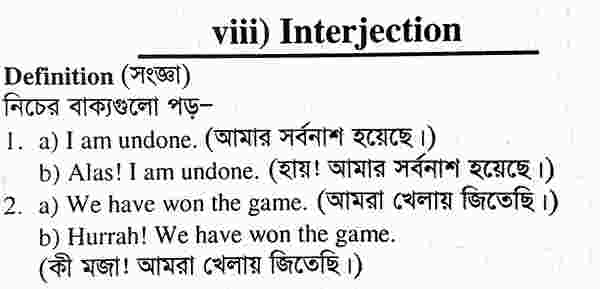 viii) Interjection
Definition (সংজ্ঞা)
নিচের বাক্যগুলো পড়–
1. a) I am undone. (আমার সর্বনাশ হয়েছে।)
b) Alas! I am undone. (হায়! আমার সর্বনাশ হয়েছে।)
2. a) We have won the game. (আমরা খেলায় জিতেছি।)
b) Hurrah! We have won the game.
(কী মজা! আমরা খেলায় জিতেছি।)